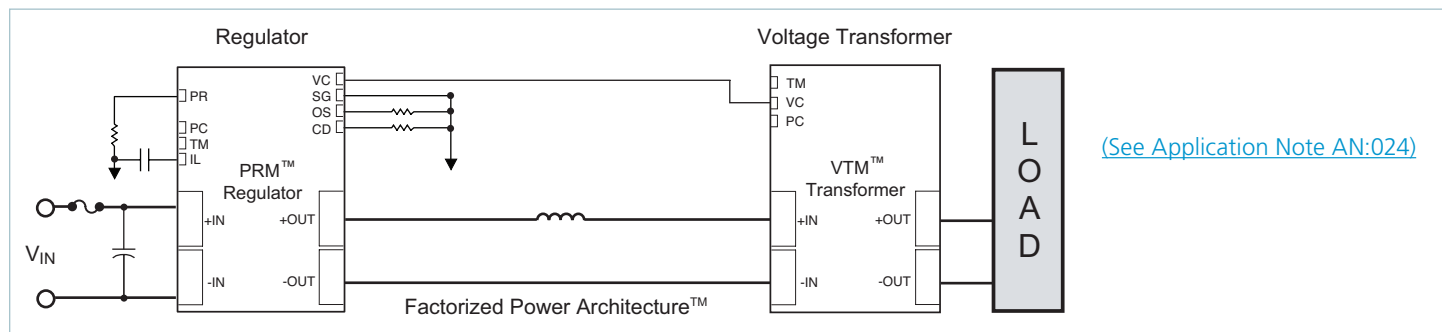 Regulator
Voltage Transformer
VC
SG
OS
CD
PR
PC
TM
IL
PRM™
Regulator
+IN
-IN
+OUT
-OUT
VIN
Factorized Power Architecture™
TM
VC
PC
VTM™
Transformer
+IN
-IN
+OUT
-OUT
L
O
A
D
(See Application Note AN:024)